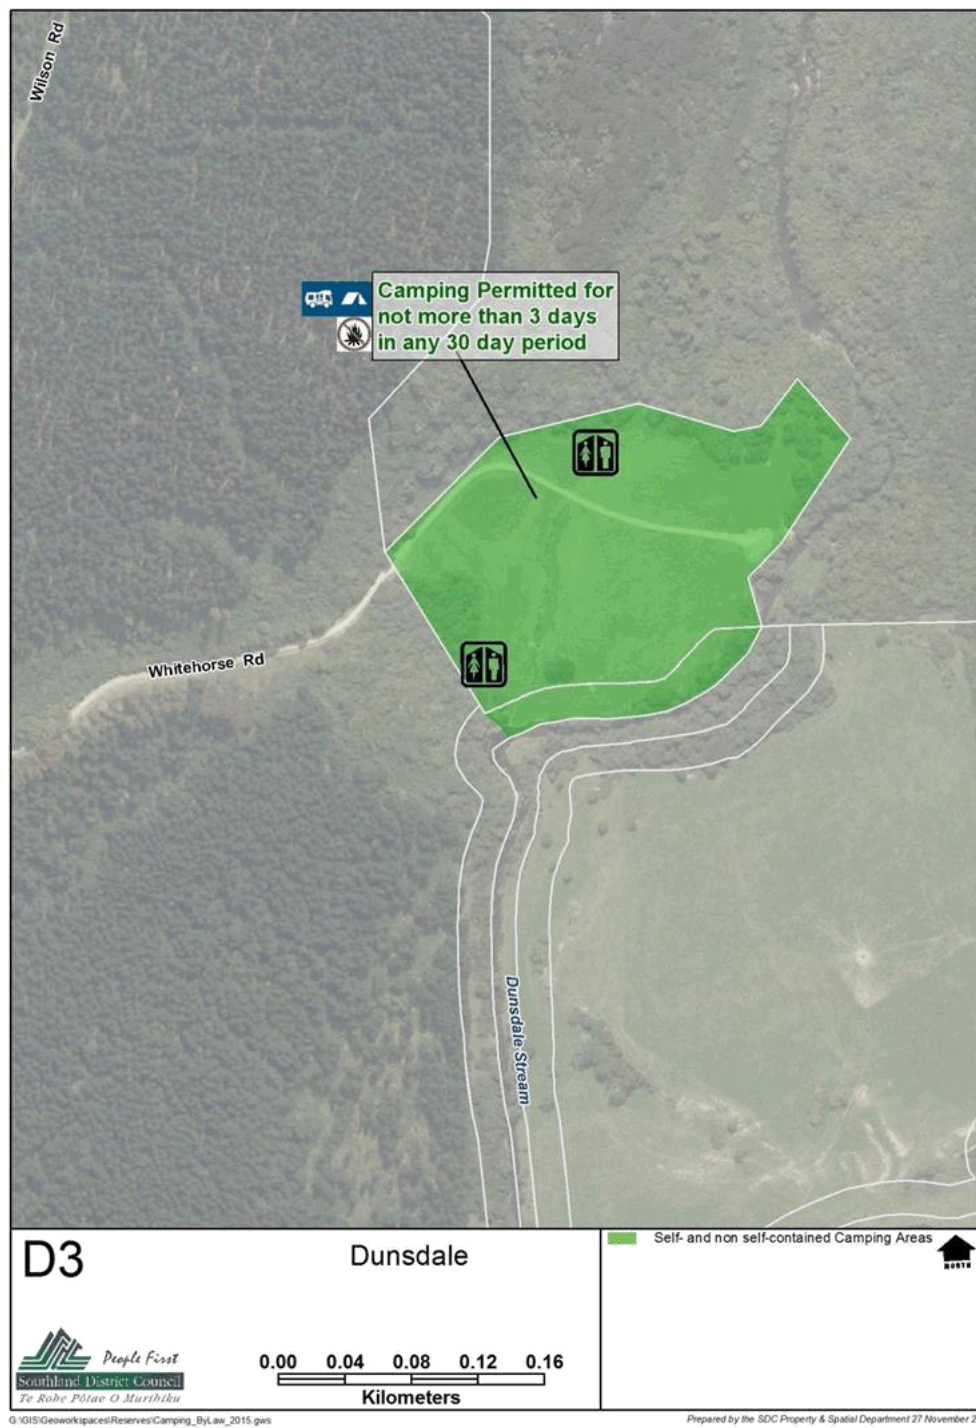 Wilson Rd
Camping Permitted for
not more than 3 days
in any 30 day period
Whitehorse Rd
Dunsdale Stream
D3
Dunsdale
Self- and non self-contained Camping Areas
NORTH
People First
Southland District Council
Te Rohe Pōtae O Murihiku
0.00 0.04 0.08 0.12 0.16
Kilometers
G:\GIS\Geoworkspaces\Reserves\Camping_ByLaw_2015.gws
Prepared by the SDC Property & Spatial Department 27 November